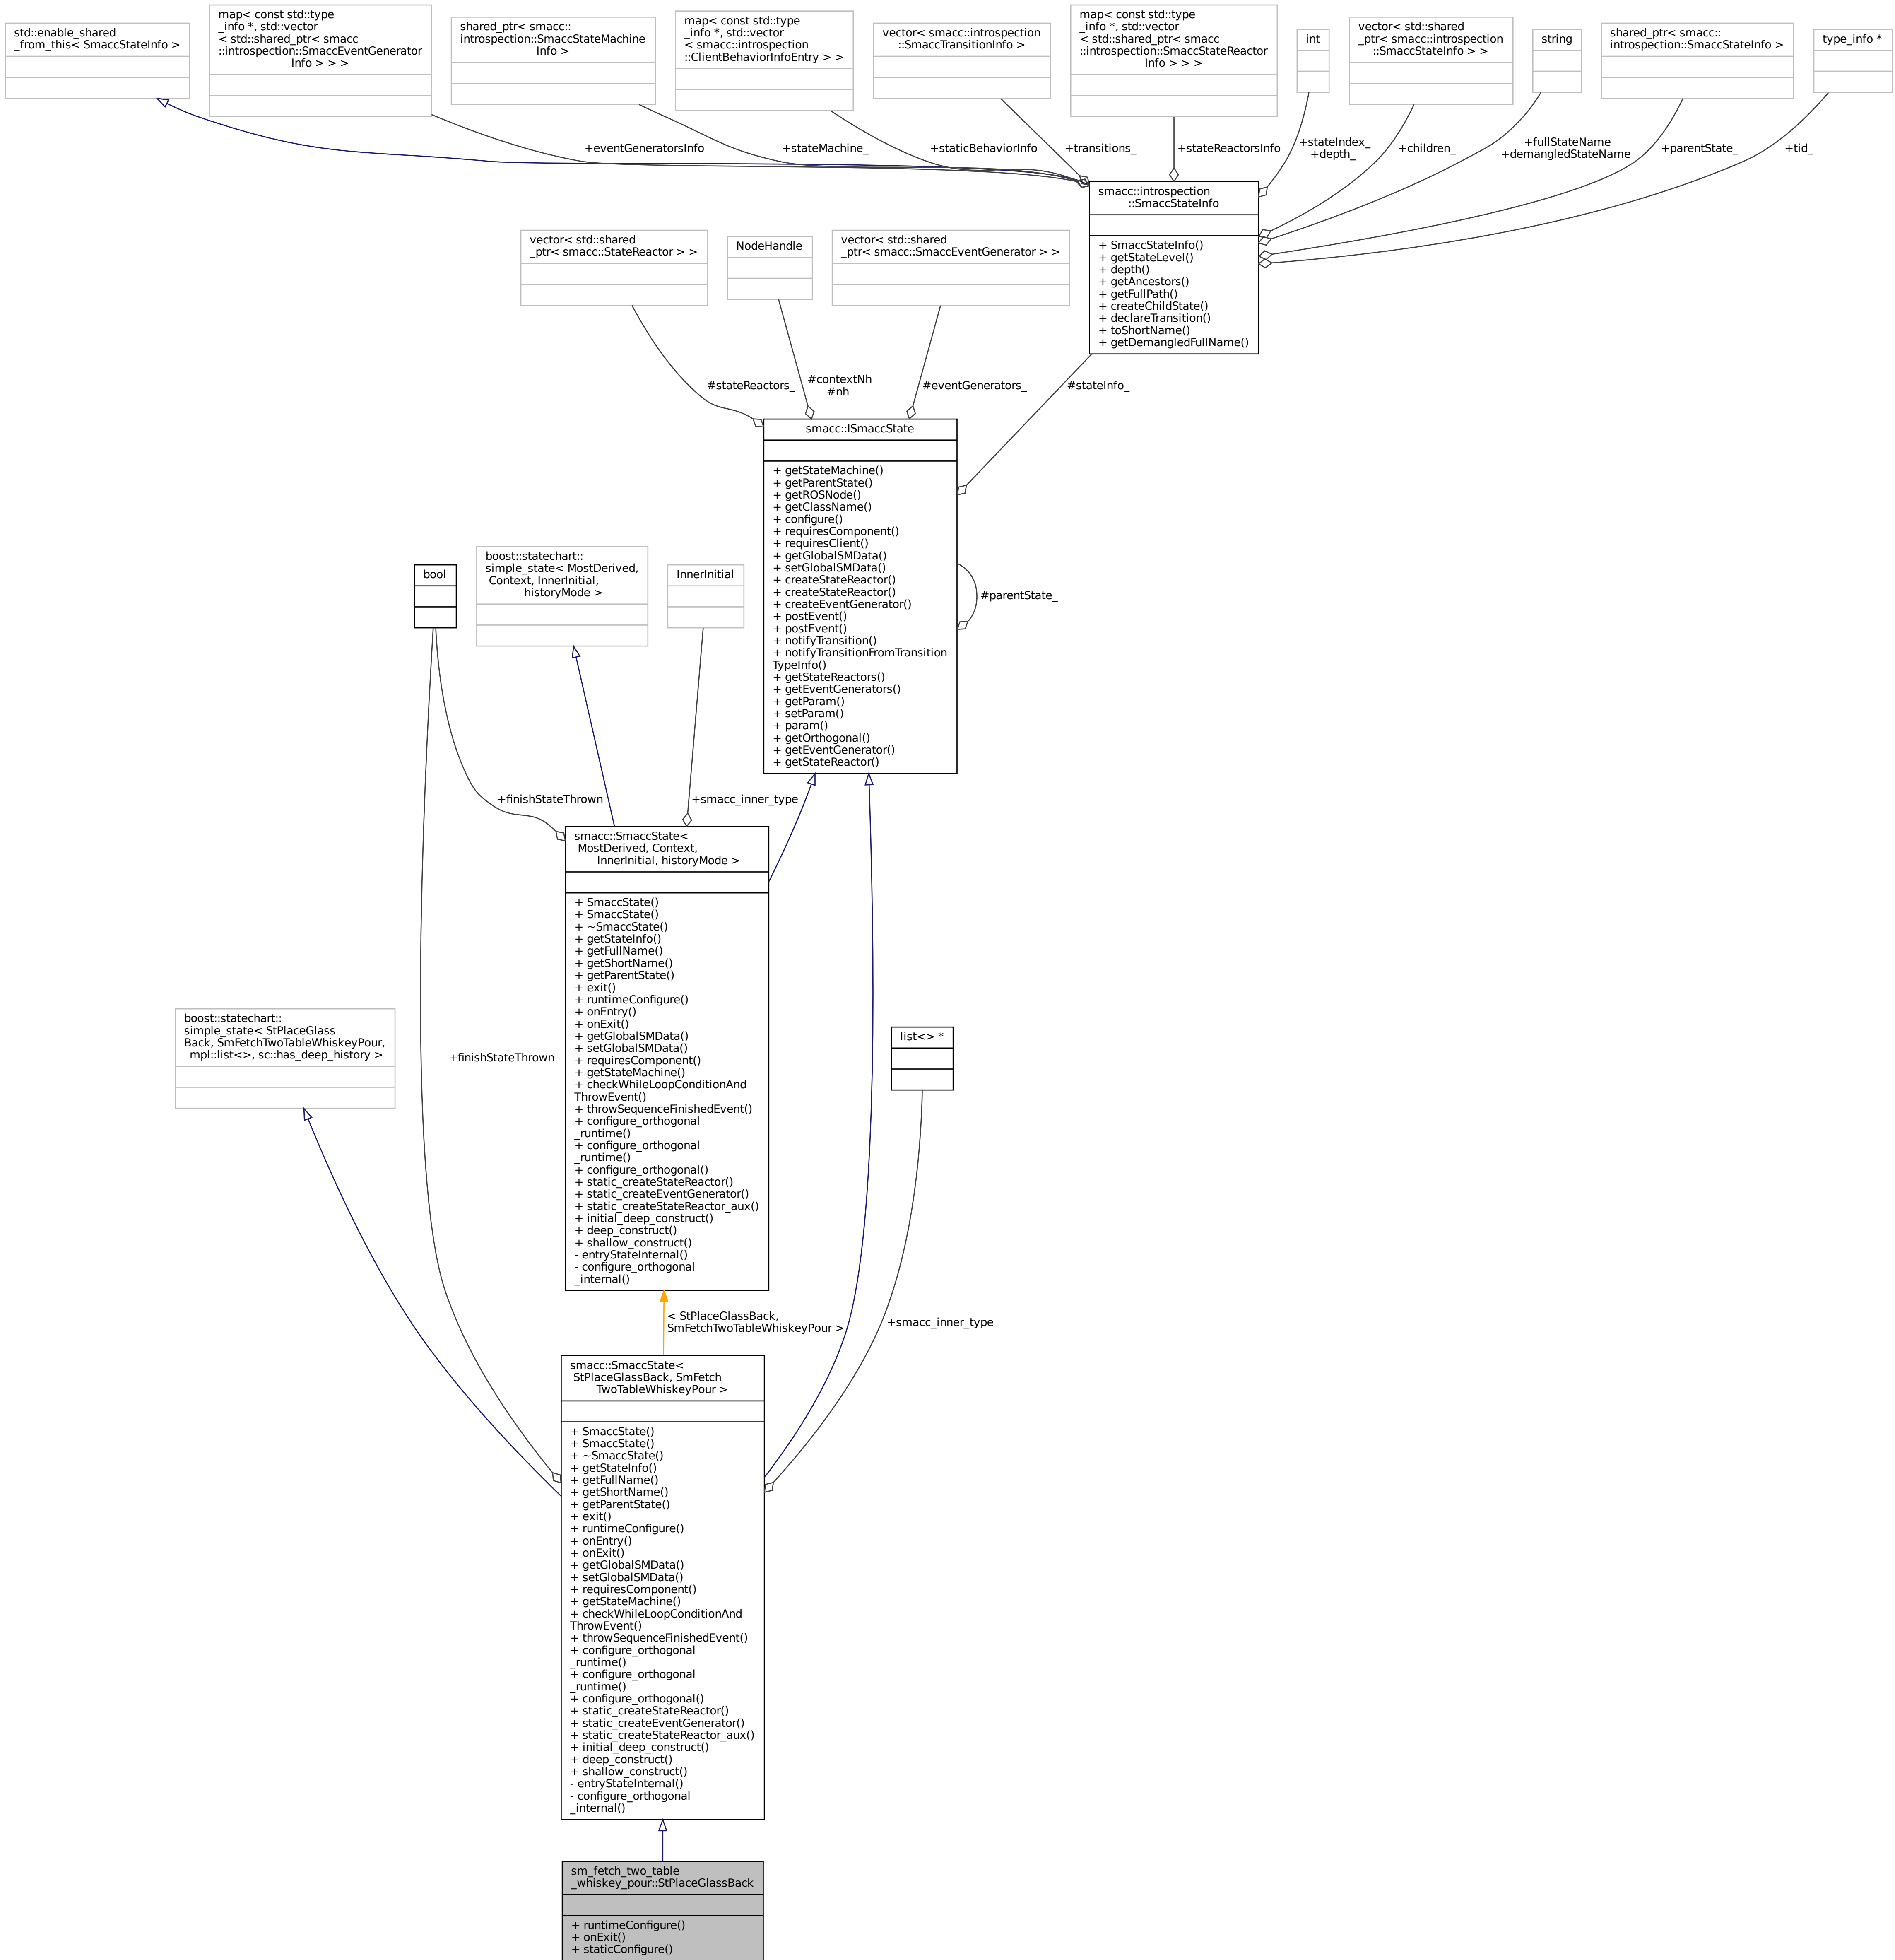 std::enable_shared
_from_this< SmaccStateInfo >
map< const std::type
_info *, std::vector
< std::shared_ptr< smacc
::introspection::SmaccEventGenerator
Info > > >
shared_ptr< smacc::
introspection::SmaccStateMachine
Info >
map< const std::type
_info *, std::vector
< smacc::introspection
::ClientBehaviorInfoEntry > >
vector< smacc::introspection
::SmaccTransitionInfo >
map< const std::type
_info *, std::vector
< std::shared_ptr< smacc
::introspection::SmaccStateReactor
Info > > >
int
vector< std::shared
_ptr< smacc::introspection
::SmaccStateInfo > >
string
shared_ptr< smacc::
introspection::SmaccStateInfo >
type_info *
+eventGeneratorsInfo
+stateMachine_
+staticBehaviorInfo
+transitions_
+stateReactorsInfo
+stateIndex_
+depth_
+children_
+fullStateName
+demangledStateName
+parentState_
+tid_
smacc::introspection
::SmaccStateInfo
+ SmaccStateInfo()
+ getStateLevel()
+ depth()
+ getAncestors()
+ getFullPath()
+ createChildState()
+ declareTransition()
+ toShortName()
+ getDemangledFullName()
vector< std::shared
_ptr< smacc::StateReactor > >
NodeHandle
vector< std::shared
_ptr< smacc::SmaccEventGenerator > >
#stateReactors_
#contextNh
#nh
#eventGenerators_
#stateInfo_
smacc::ISmaccState
+ getStateMachine()
+ getParentState()
+ getROSNode()
+ getClassName()
+ configure()
+ requiresComponent()
+ requiresClient()
+ getGlobalSMData()
+ setGlobalSMData()
+ createStateReactor()
+ createStateReactor()
+ createEventGenerator()
+ postEvent()
+ postEvent()
+ notifyTransition()
+ notifyTransitionFromTransition
TypeInfo()
+ getStateReactors()
+ getEventGenerators()
+ getParam()
+ setParam()
+ param()
+ getOrthogonal()
+ getEventGenerator()
+ getStateReactor()
#parentState_
bool
boost::statechart::
simple_state< MostDerived,
Context, InnerInitial,
historyMode >
InnerInitial
+finishStateThrown
+smacc_inner_type
smacc::SmaccState<
MostDerived, Context,
InnerInitial, historyMode >
+ SmaccState()
+ SmaccState()
+ ~SmaccState()
+ getStateInfo()
+ getFullName()
+ getShortName()
+ getParentState()
+ exit()
+ runtimeConfigure()
+ onEntry()
+ onExit()
+ getGlobalSMData()
+ setGlobalSMData()
+ requiresComponent()
+ getStateMachine()
+ checkWhileLoopConditionAnd
ThrowEvent()
+ throwSequenceFinishedEvent()
+ configure_orthogonal
_runtime()
+ configure_orthogonal
_runtime()
+ configure_orthogonal()
+ static_createStateReactor()
+ static_createEventGenerator()
+ static_createStateReactor_aux()
+ initial_deep_construct()
+ deep_construct()
+ shallow_construct()
- entryStateInternal()
- configure_orthogonal
_internal()
boost::statechart::
simple_state< StPlaceGlass
Back, SmFetchTwoTableWhiskeyPour,
mpl::list<>, sc::has_deep_history >
+finishStateThrown
list<> *
< StPlaceGlassBack,
SmFetchTwoTableWhiskeyPour >
+smacc_inner_type
smacc::SmaccState<
StPlaceGlassBack, SmFetch
TwoTableWhiskeyPour >
+ SmaccState()
+ SmaccState()
+ ~SmaccState()
+ getStateInfo()
+ getFullName()
+ getShortName()
+ getParentState()
+ exit()
+ runtimeConfigure()
+ onEntry()
+ onExit()
+ getGlobalSMData()
+ setGlobalSMData()
+ requiresComponent()
+ getStateMachine()
+ checkWhileLoopConditionAnd
ThrowEvent()
+ throwSequenceFinishedEvent()
+ configure_orthogonal
_runtime()
+ configure_orthogonal
_runtime()
+ configure_orthogonal()
+ static_createStateReactor()
+ static_createEventGenerator()
+ static_createStateReactor_aux()
+ initial_deep_construct()
+ deep_construct()
+ shallow_construct()
- entryStateInternal()
- configure_orthogonal
_internal()
sm_fetch_two_table
_whiskey_pour::StPlaceGlassBack
+ runtimeConfigure()
+ onExit()
+ staticConfigure()